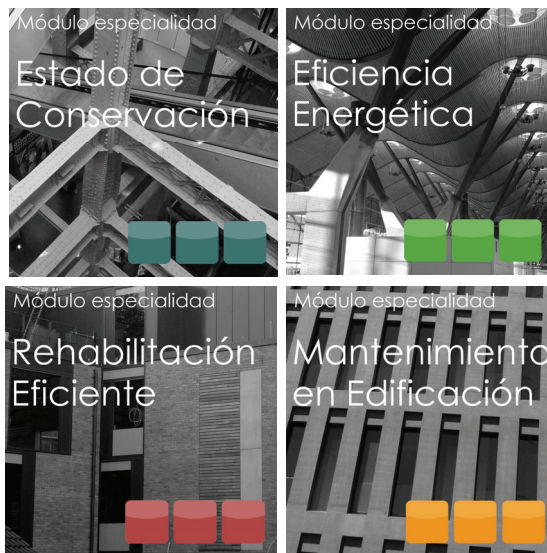 Módulo especialidad
Estado de
Conservación
Módulo especialidad
Eficiencia
Energética
Módulo especialidad
Rehabilitación
Eficiente
Módulo especialidad
Mantenimiento
en Edificación